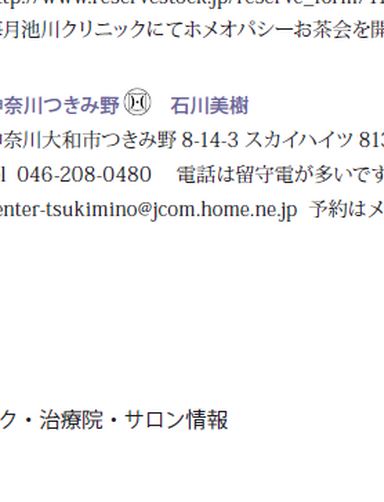 http://www.reservestock.jp/reserve_form/
毎月池川クリニックにてホメオパシーお茶会を開
神奈川つきみ野 石川美樹
神奈川大和市つきみ野 8-14-3 スカイハイツ 813
el 046-208-0480 電話は留守電が多いです
enter-tsukimino@jcom.home.ne.jp 予約はメ
ク・治療院・サロン情報